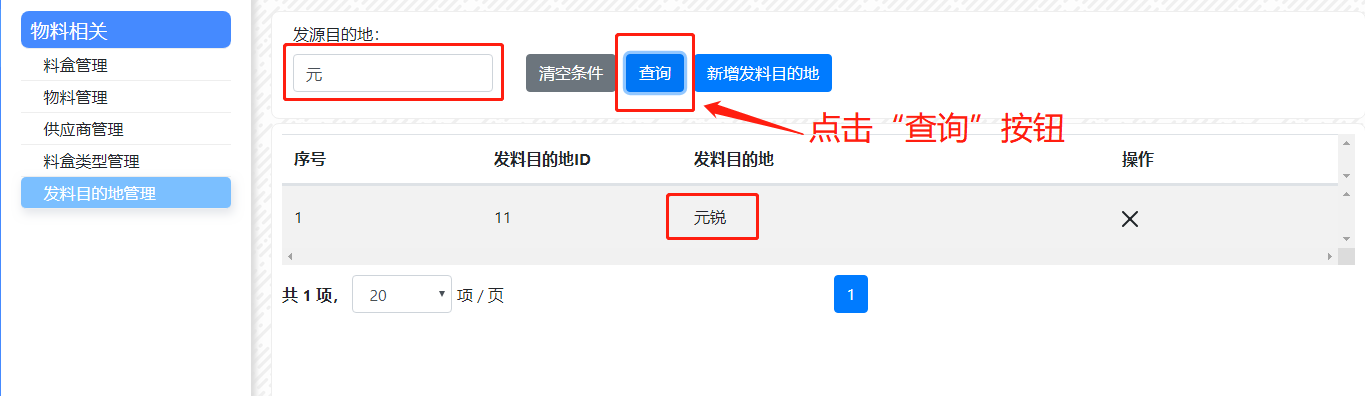 物料相关
料盒管理
物料管理
供应商管理
料盒类型管理
发料目的地管理
发源目的地:
元 清空条件 查询 新增发料目的地
点击“查询”按钮
序号 发料目的地ID 发料目的地 操作
1 11 元锐
共 1 项, 20 项 / 页 1